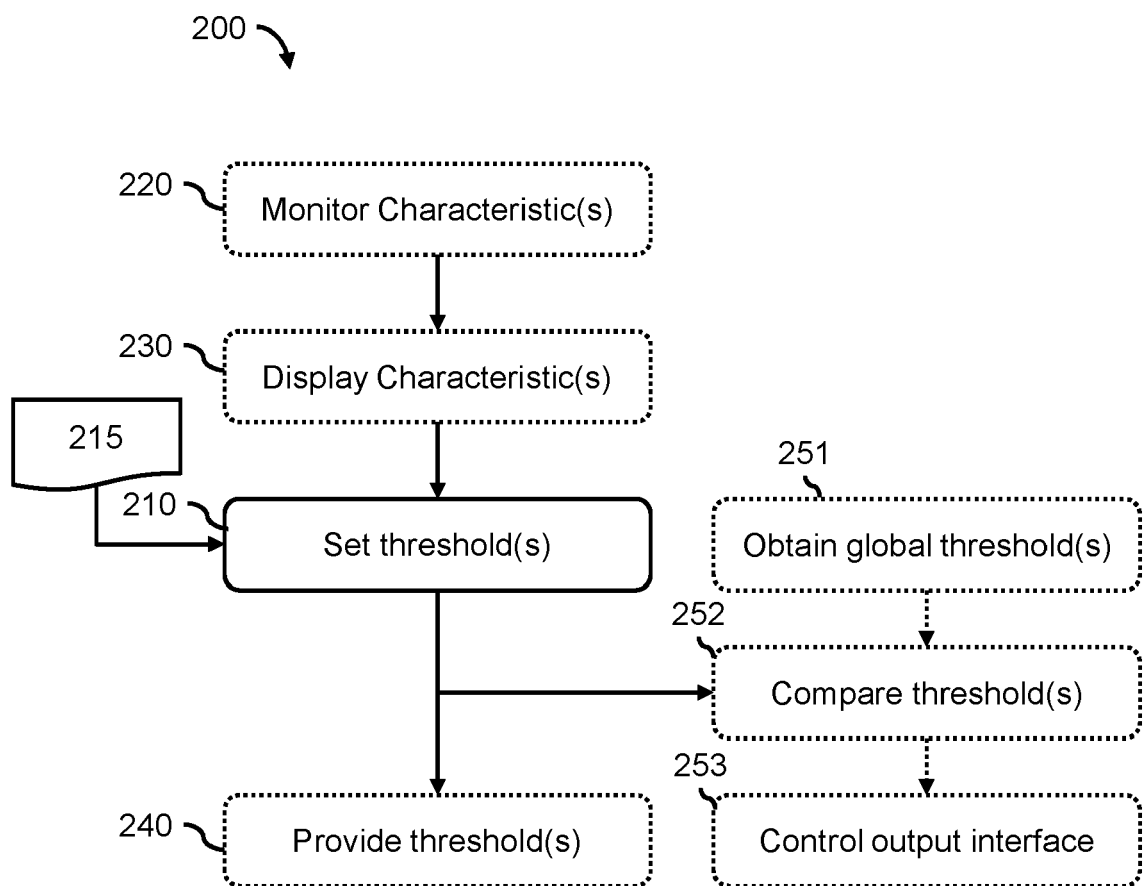 200
220
Monitor Characteristic(s)
230
Display Characteristic(s)
215
210
Set threshold(s)
251
Obtain global threshold(s)
252
Compare threshold(s)
240
Provide threshold(s)
253
Control output interface